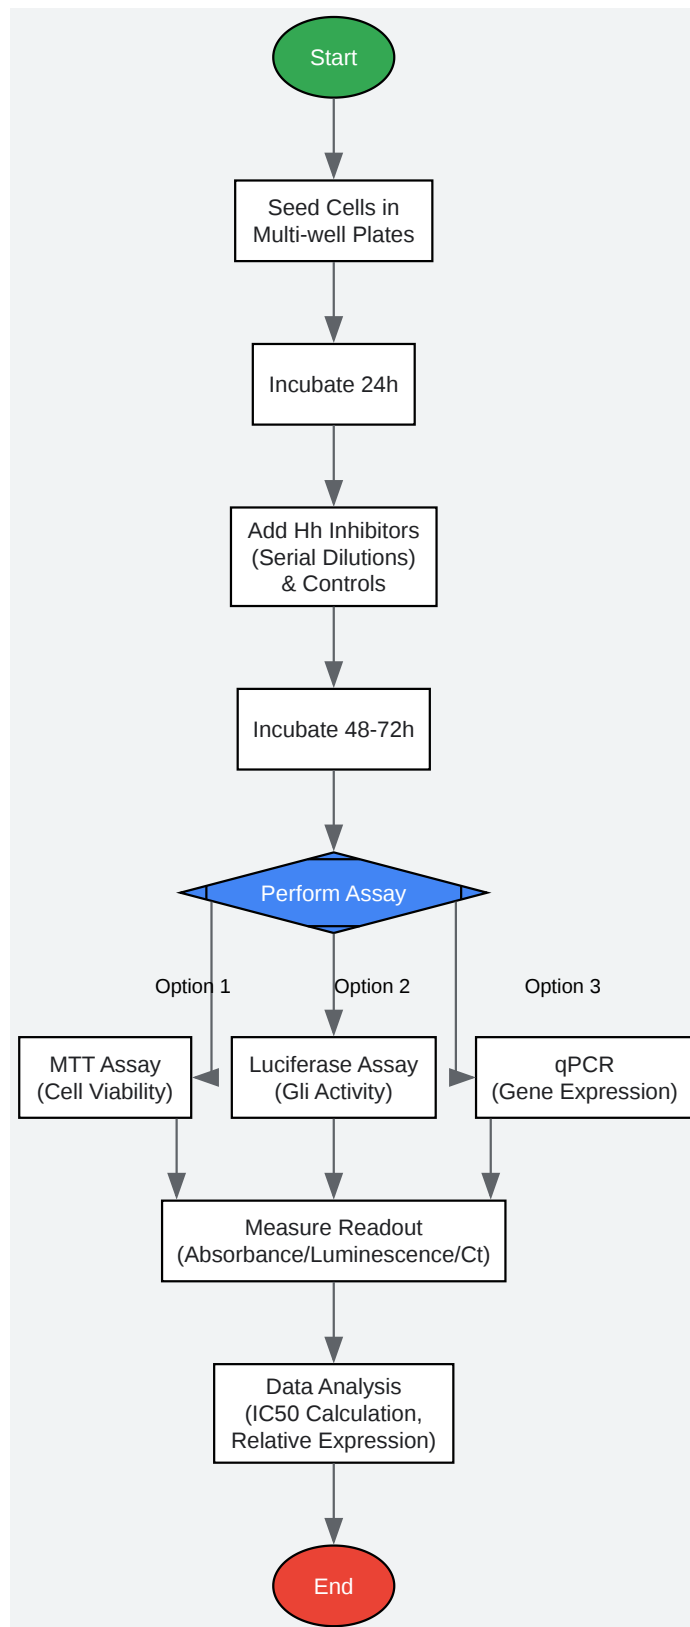 Start
Seed Cells in
Multi-well Plates
Incubate 24h
Add Hh Inhibitors
(Serial Dilutions)
& Controls
Incubate 48-72h
Perform Assay
Option 1
Option 2
Option 3
MTT Assay
(Cell Viability)
Luciferase Assay
(Gli Activity)
qPCR
(Gene Expression)
Measure Readout
(Absorbance/Luminescence/Ct)
Data Analysis
(IC50 Calculation,
Relative Expression)
End